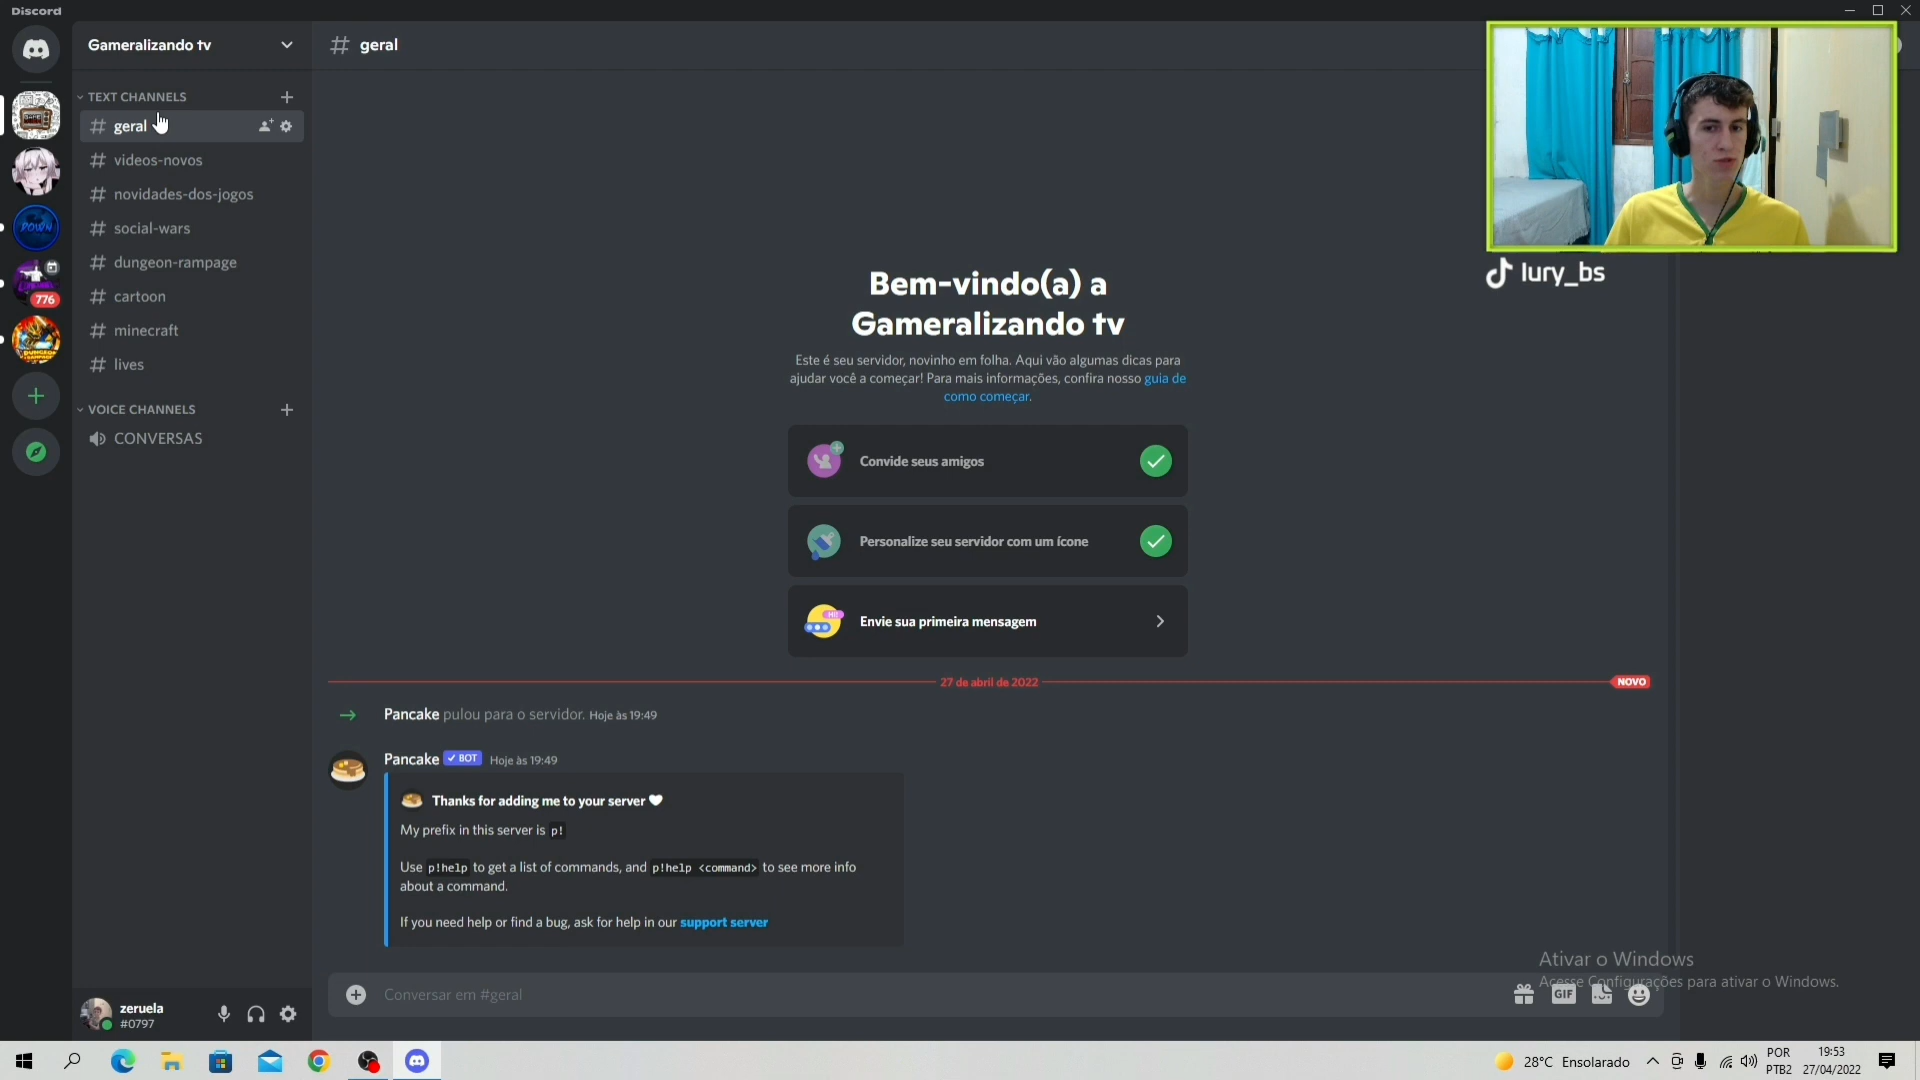 Discord
Gameralizando tv
geral
TEXT CHANNELS
geral
videos-novos
novidades-dos-jogos
social-wars
dungeon-rampage
cartoon
minecraft
lives
VOICE CHANNELS
CONVERSAS
DOWN
776
lury_bs
Bem-vindo(a) a
Gameralizando tv
Este é seu servidor, novinho em folha. Aqui vão algumas dicas para
ajudar você a começar! Para mais informações, confira nosso guia de
como começar.
Convide seus amigos
Personalize seu servidor com um ícone
Envie sua primeira mensagem
27 de abril de 2022
NOVO
Pancake pulou para o servidor. Hoje às 19:49
Pancake BOT Hoje às 19:49
Thanks for adding me to your server
My prefix in this server is p!
Use p!help to get a list of commands, and p!help <command> to see more info
about a command.
If you need help or find a bug, ask for help in our support server
Conversar em #geral
GIF
Ativar o Windows
Acesse Configurações para ativar o Windows.
zeruela
#0797
28°C Ensolarado
POR
PTB2
19:53
27/04/2022